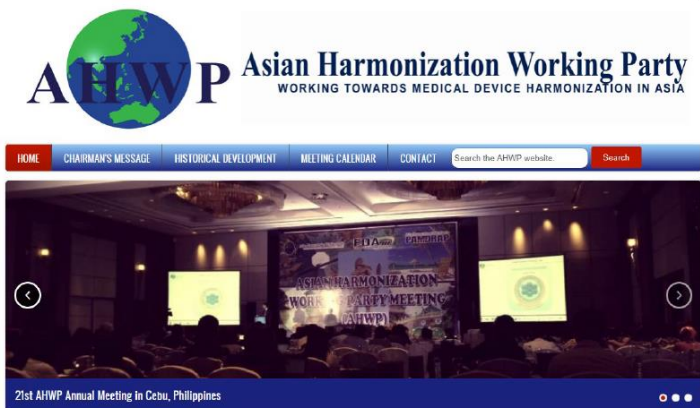 AHWP
Asian Harmonization Working Party
WORKING TOWARDS MEDICAL DEVICE HARMONIZATION IN ASIA
HOME CHAIRMAN'S MESSAGE HISTORICAL DEVELOPMENT MEETING CALENDAR CONTACT Search the AHWP website. Search
FDA PAMDRAP
ASIAN HARMONIZATION
WORKING PARTY MEETING
(AHWP)
21st AHWP Annual Meeting in Cebu, Philippines